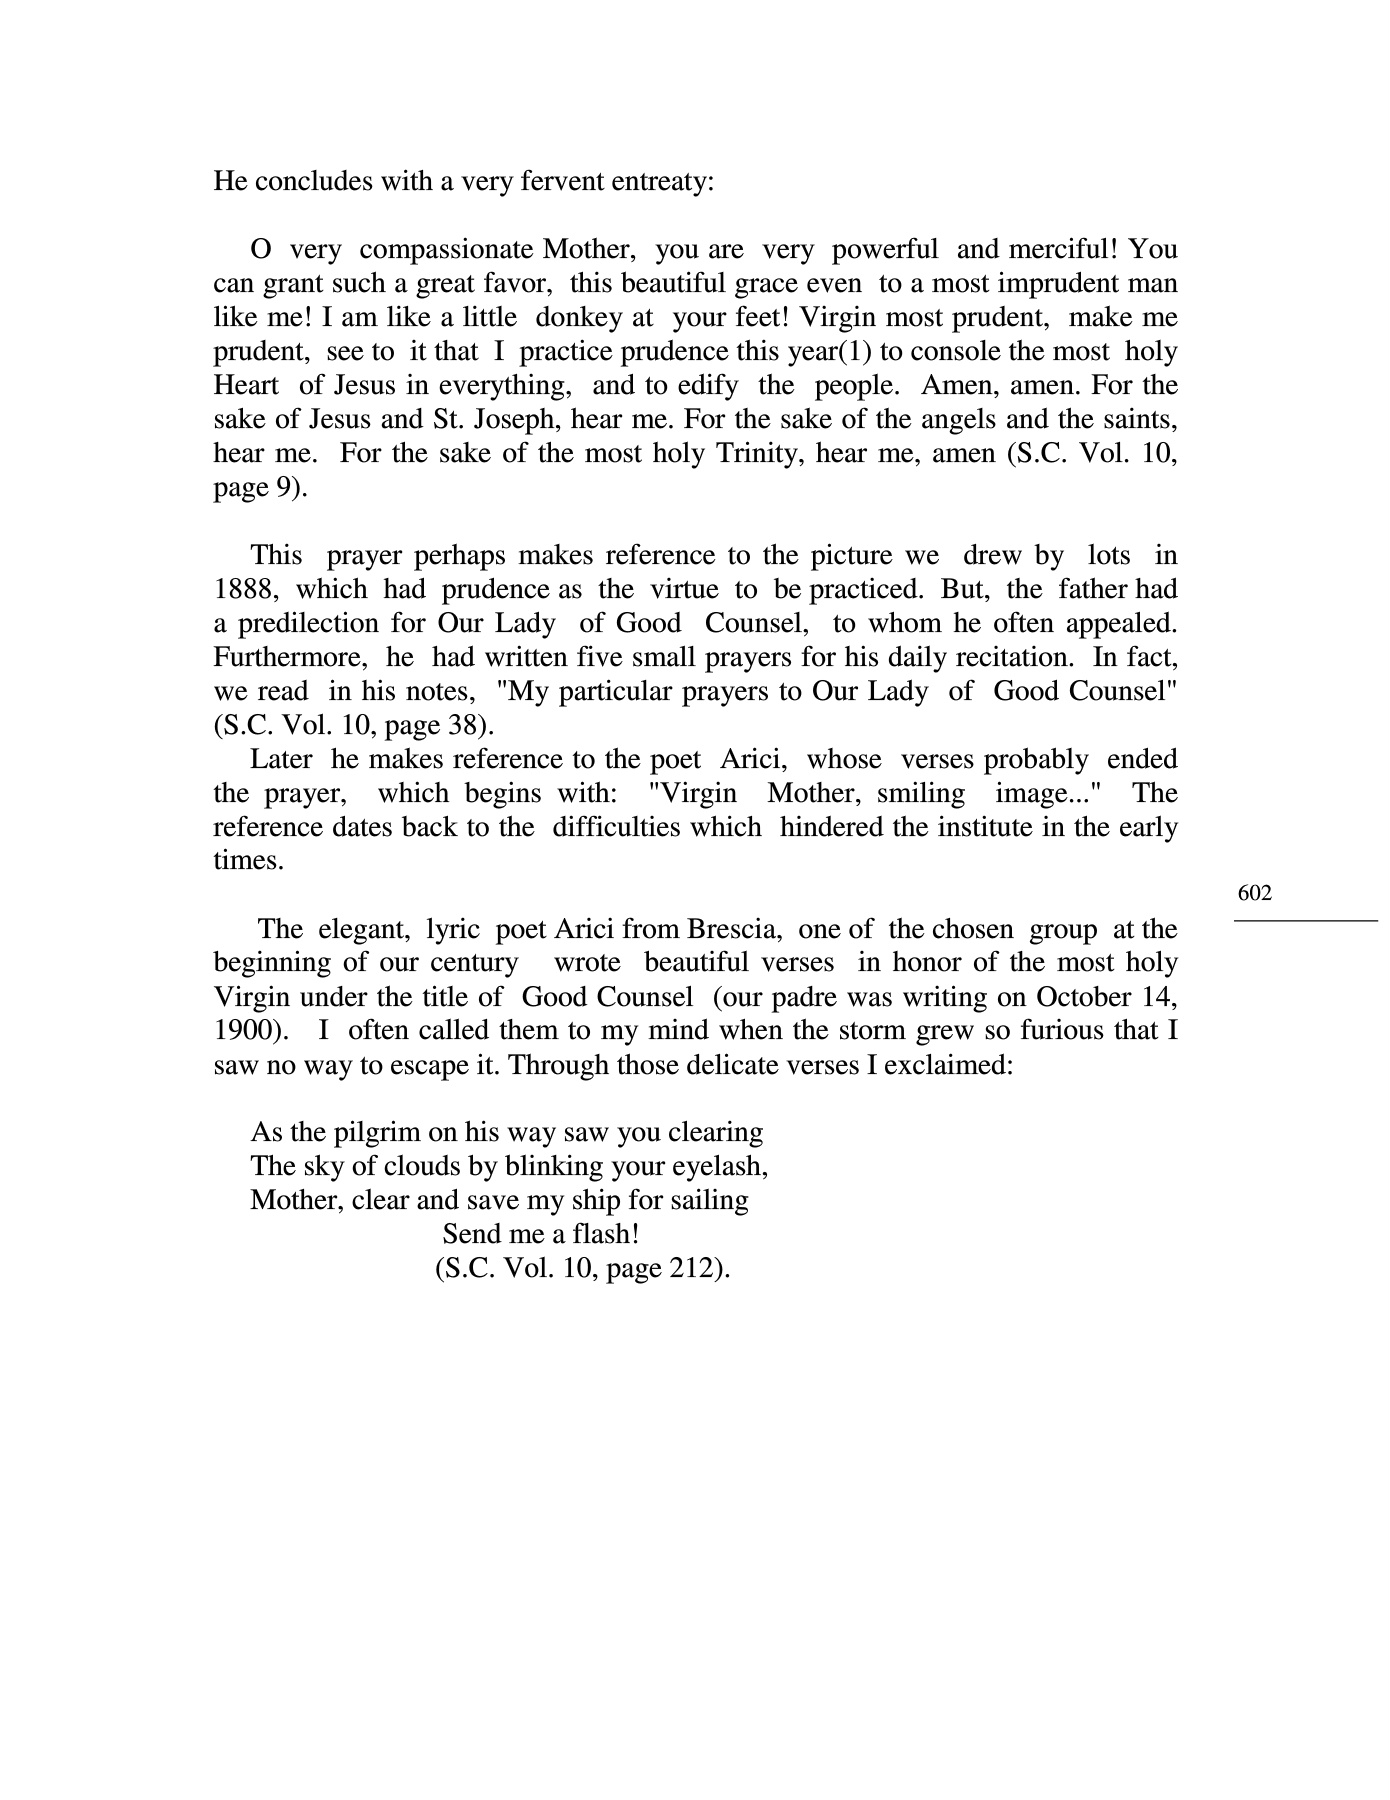 He concludes with a very fervent entreaty:
O very compassionate Mother, you are very powerful and merciful! You
can grant such a great favor, this beautiful grace even to a most imprudent man
like me! I am like a little donkey at your feet! Virgin most prudent, make me
prudent, see to it that I practice prudence this year(1) to console the most holy
Heart of Jesus in everything, and to edify the people. Amen, amen. For the
sake of Jesus and St. Joseph, hear me. For the sake of the angels and the saints,
hear me. For the sake of the most holy Trinity, hear me, amen (S.C. Vol. 10,
page 9).
This prayer perhaps makes reference to the picture we drew by lots in
1888, which had prudence as the virtue to be practiced. But, the father had
a predilection for Our Lady of Good Counsel, to whom he often appealed.
Furthermore, he had written five small prayers for his daily recitation. In fact,
we read in his notes, "My particular prayers to Our Lady of Good Counsel"
(S.C. Vol. 10, page 38).
Later he makes reference to the poet Arici, whose verses probably ended
the prayer, which begins with: "Virgin Mother, smiling image..." The
reference dates back to the difficulties which hindered the institute in the early
times.
602
The elegant, lyric poet Arici from Brescia, one of the chosen group at the
beginning of our century wrote beautiful verses in honor of the most holy
Virgin under the title of Good Counsel (our padre was writing on October 14,
1900). I often called them to my mind when the storm grew so furious that I
saw no way to escape it. Through those delicate verses I exclaimed:
As the pilgrim on his way saw you clearing
The sky of clouds by blinking your eyelash,
Mother, clear and save my ship for sailing
Send me a flash!
(S.C. Vol. 10, page 212).